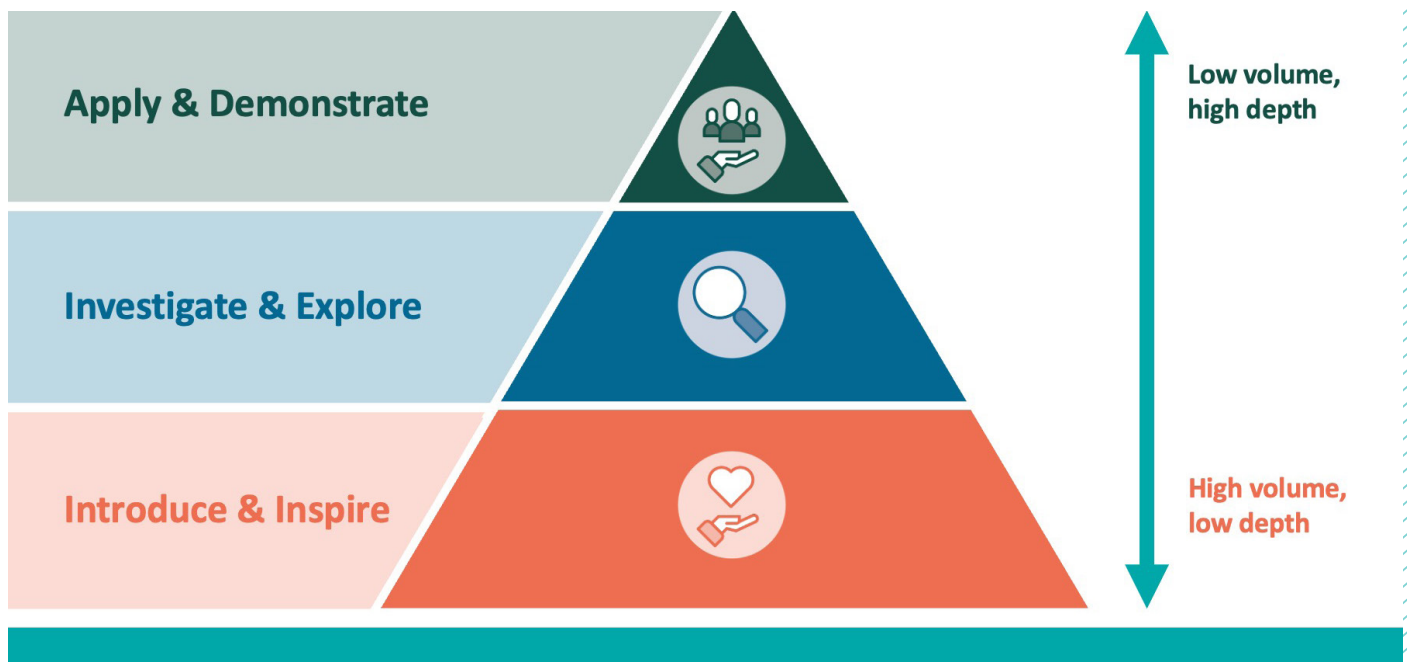 Apply & Demonstrate
Low volume,
high depth
Investigate & Explore
Introduce & Inspire
High volume,
low depth